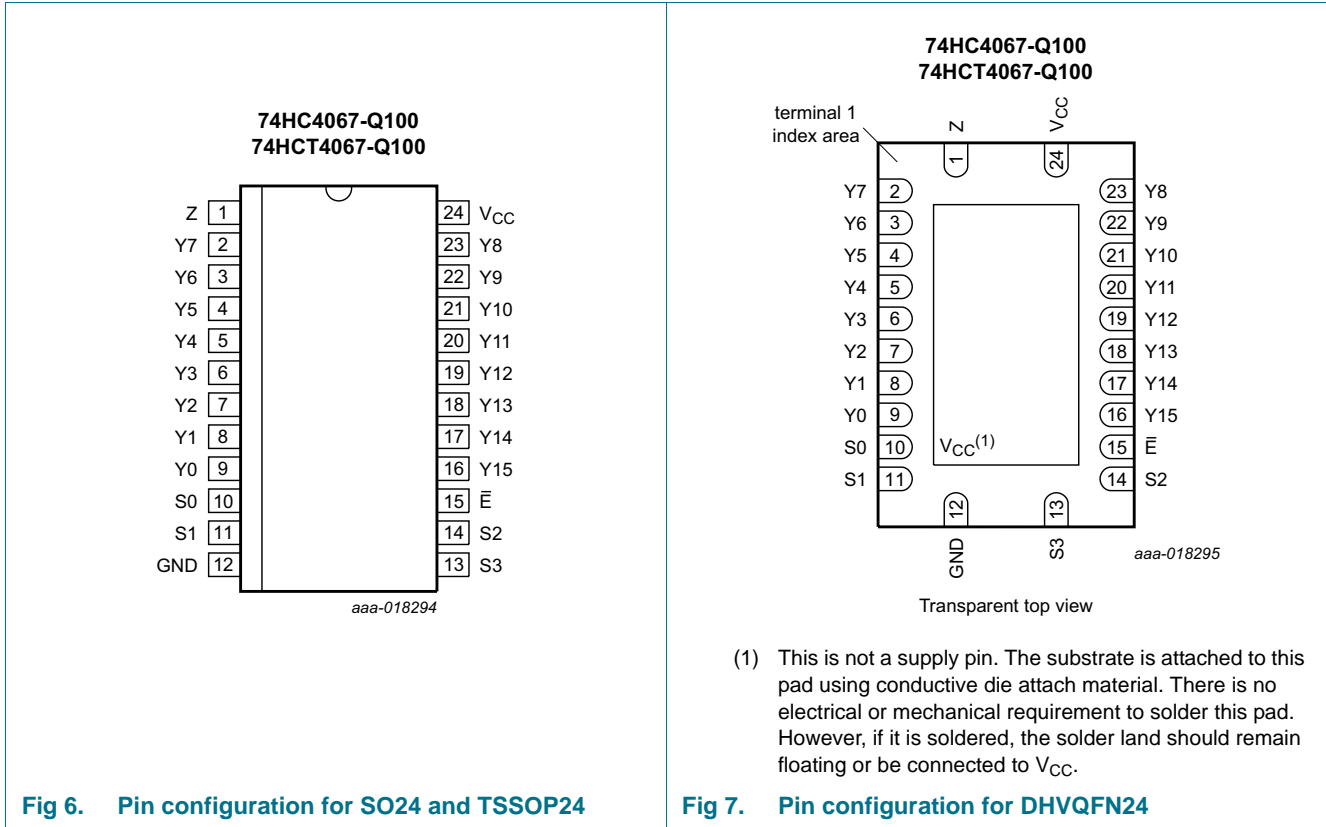 74HC4067-Q100
74HCT4067-Q100
Z 1
Y7 2
Y6 3
Y5 4
Y4 5
Y3 6
Y2 7
Y1 8
Y0 9
S0 10
S1 11
GND 12
24 VCC
23 Y8
22 Y9
21 Y10
20 Y11
19 Y12
18 Y13
17 Y14
16 Y15
15 E̅
14 S2
13 S3
aaa-018294
Fig 6. Pin configuration for SO24 and TSSOP24
74HC4067-Q100
74HCT4067-Q100
terminal 1
index area
Z
1
VCC
24
Y7 2
Y6 3
Y5 4
Y4 5
Y3 6
Y2 7
Y1 8
Y0 9
S0 10
S1 11
VCC(1)
23 Y8
22 Y9
21 Y10
20 Y11
19 Y12
18 Y13
17 Y14
16 Y15
15 E̅
14 S2
12
GND
13
S3
aaa-018295
Transparent top view
(1) This is not a supply pin. The substrate is attached to this
pad using conductive die attach material. There is no
electrical or mechanical requirement to solder this pad.
However, if it is soldered, the solder land should remain
floating or be connected to VCC.
Fig 7. Pin configuration for DHVQFN24